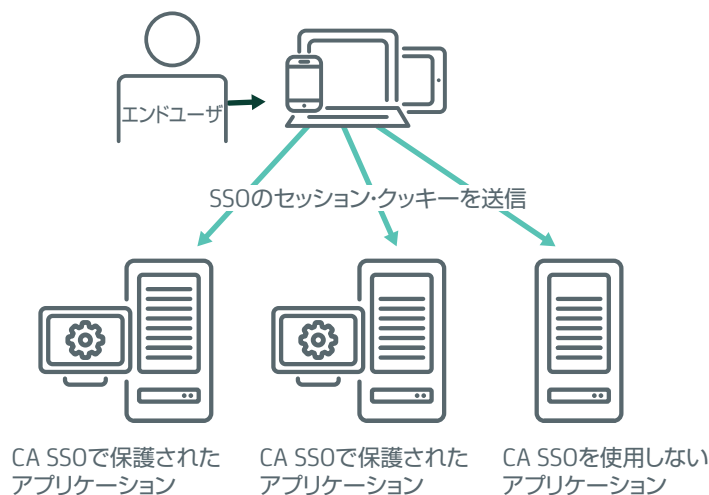 エンドユーザ
SSOのセッション・クッキーを送信
CA SSOで保護された
アプリケーション
CA SSOで保護された
アプリケーション
CA SSOを使用しない
アプリケーション